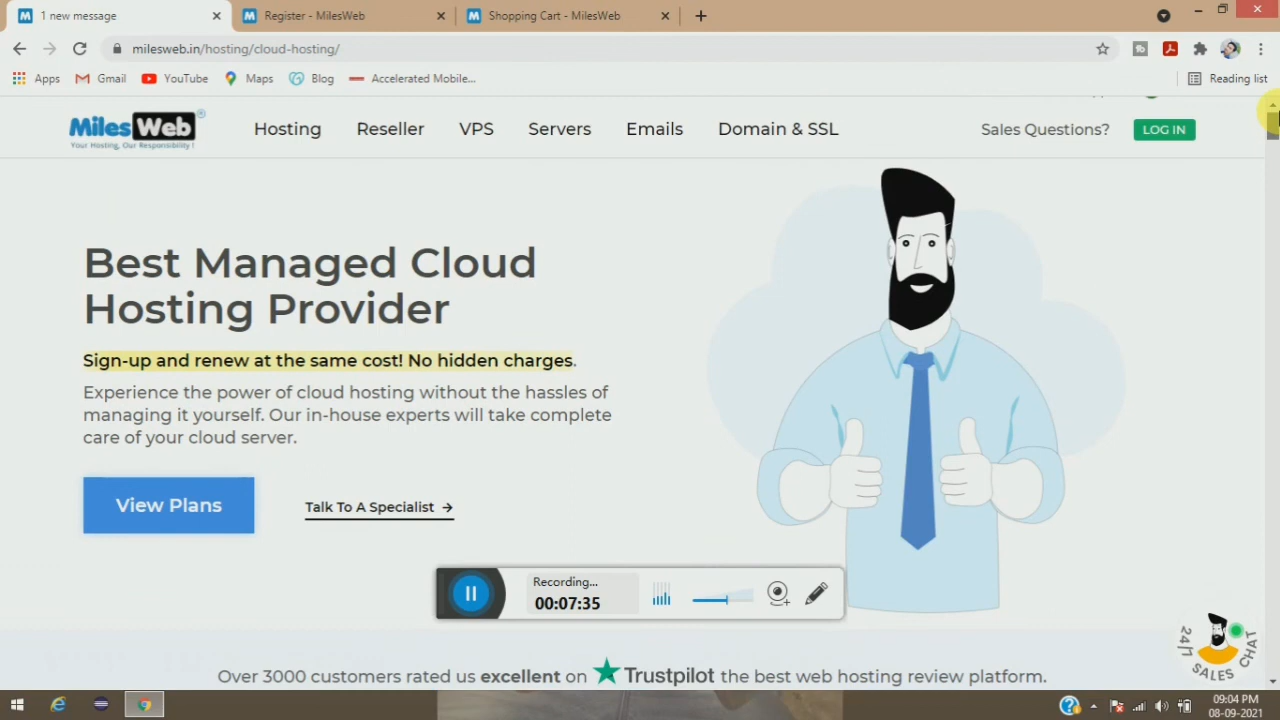 1 new message
Register - MilesWeb
Shopping Cart - MilesWeb
milesweb.in/hosting/cloud-hosting/
Apps
Gmail
YouTube
Maps
Blog
Accelerated Mobile...
Reading list
MilesWeb®
Your Hosting, Our Responsibility!
Hosting
Reseller
VPS
Servers
Emails
Domain & SSL
Sales Questions?
LOG IN
Best Managed Cloud
Hosting Provider
Sign-up and renew at the same cost! No hidden charges.
Experience the power of cloud hosting without the hassles of
managing it yourself. Our in-house experts will take complete
care of your cloud server.
View Plans
Talk To A Specialist →
Recording...
00:07:35
24/7 SALES CHAT
Over 3000 customers rated us excellent on Trustpilot the best web hosting review platform.
09:04 PM
08-09-2021